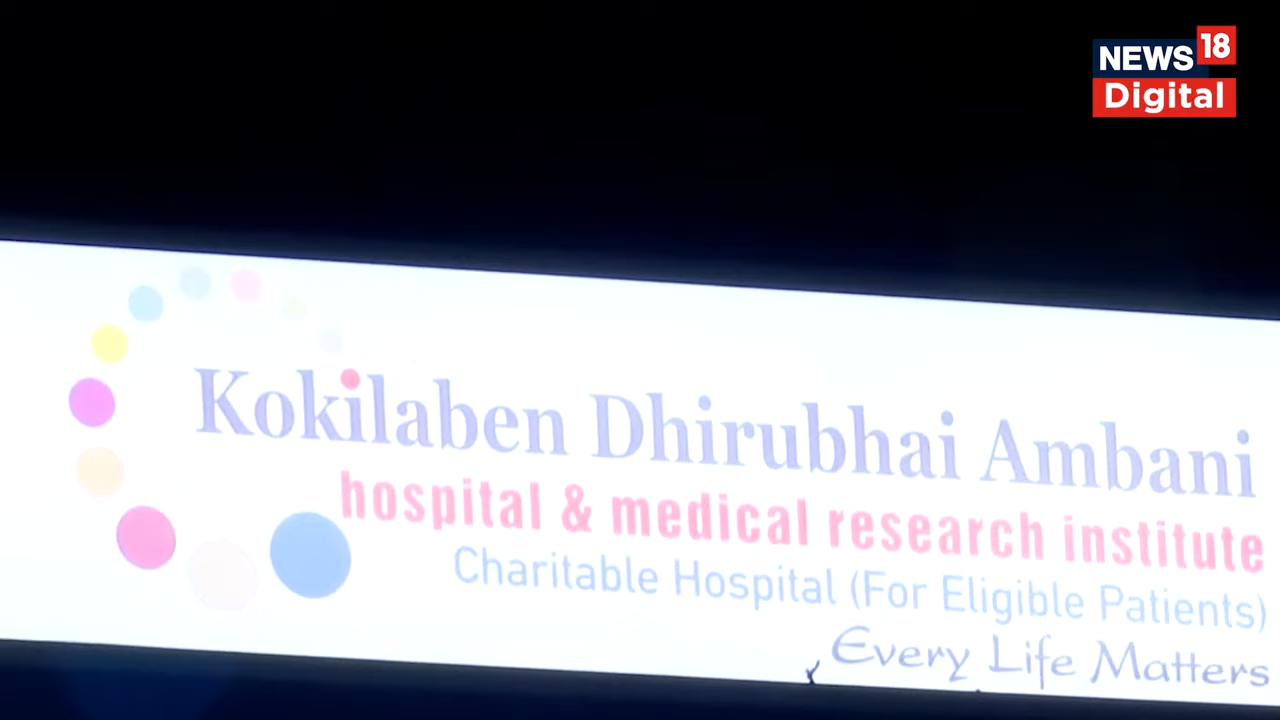 NEWS 18
Digital
Kokilaben Dhirubhai Ambani
hospital & medical research institute
Charitable Hospital (For Eligible Patients)
Every Life Matters